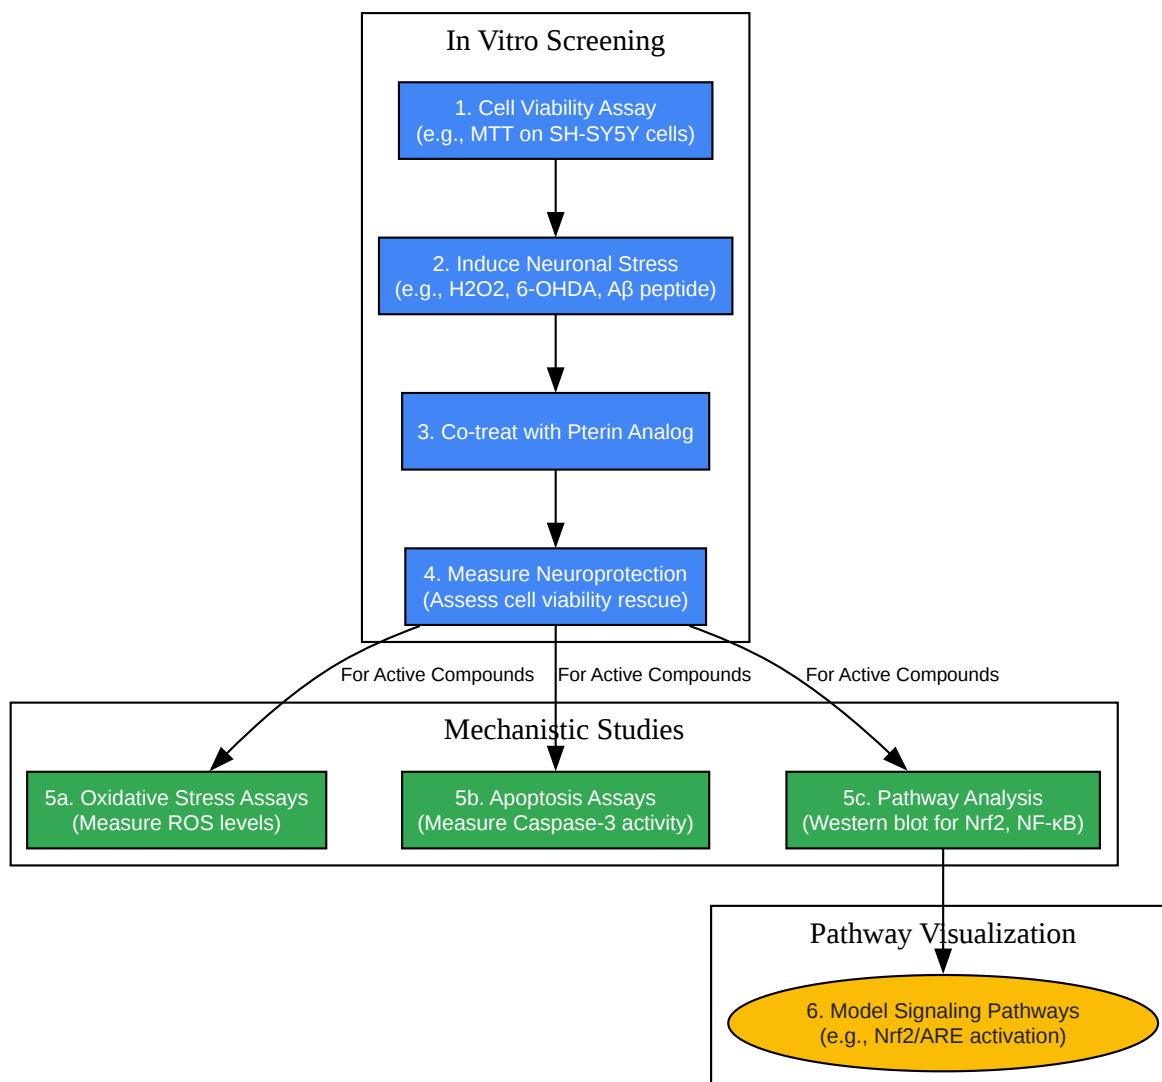 In Vitro Screening
1. Cell Viability Assay
(e.g., MTT on SH-SY5Y cells)
2. Induce Neuronal Stress
(e.g., H2O2, 6-OHDA, Aβ peptide)
3. Co-treat with Pterin Analog
4. Measure Neuroprotection
(Assess cell viability rescue)
For Active Compounds
For Active Compounds
For Active Compounds
Mechanistic Studies
5a. Oxidative Stress Assays
(Measure ROS levels)
5b. Apoptosis Assays
(Measure Caspase-3 activity)
5c. Pathway Analysis
(Western blot for Nrf2, NF-κB)
Pathway Visualization
6. Model Signaling Pathways
(e.g., Nrf2/ARE activation)